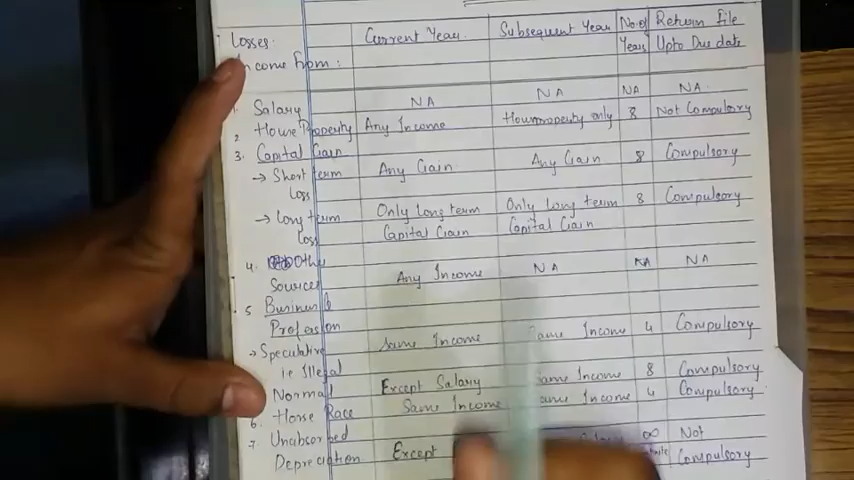 Losses. Current Year. Subsequent Year No. of Return File
Income from: Years Upto Due date
1. Salary NA NA NA NA
2. House Property Any Income Houseproperty only 8 Not Compulsory
3. Capital Gain
→ Short term Any Gain Any Gain 8 Compulsory
Loss
→ Long term Only Long term Only Long term 8 Compulsory
Loss Capital Gain Capital Gain
4. Other
Sources Any Income NA NA NA
5 Business &
Profession
→ Speculative Same Income Same Income 4 Compulsory
ie Illegal
Normal Except Salary Same Income 8 Compulsory
6. Horse Race Same Income Same Income 4 Compulsory
7. Unabsorbed ∞ Not
Depreciation Except Compulsory